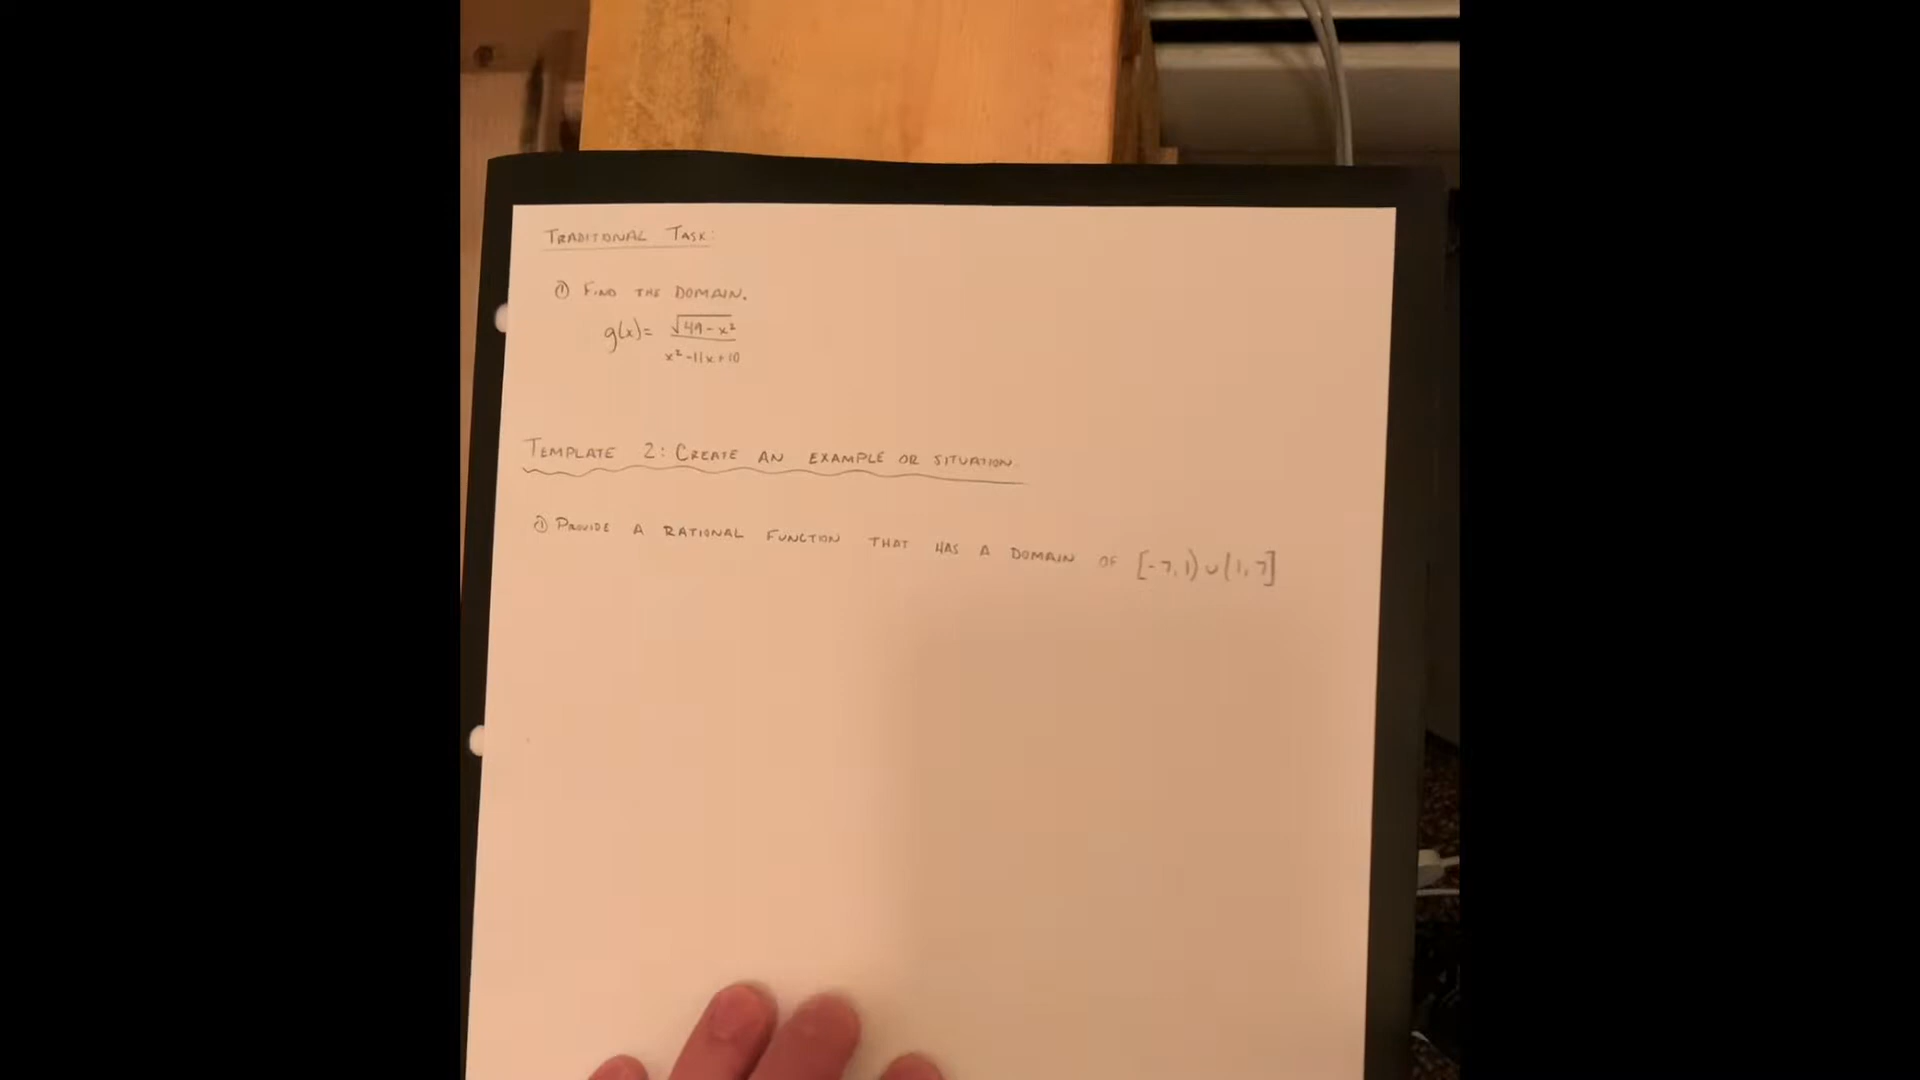 TRADITIONAL TASK:
① FIND THE DOMAIN.
g(x) = √(49-x²)
x²-11x+10
TEMPLATE 2: CREATE AN EXAMPLE OR SITUATION.
① PROVIDE A RATIONAL FUNCTION THAT HAS A DOMAIN OF [-7,1)∪(1,7]